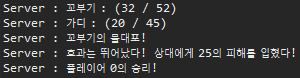 Server : 꼬부기 : (32 / 52)
Server : 가디 : (20 / 45)
Server : 꼬부기의 물대포!
Server : 효과는 뛰어났다! 상대에게 25의 피해를 입혔다!
Server : 플레이어 0의 승리!